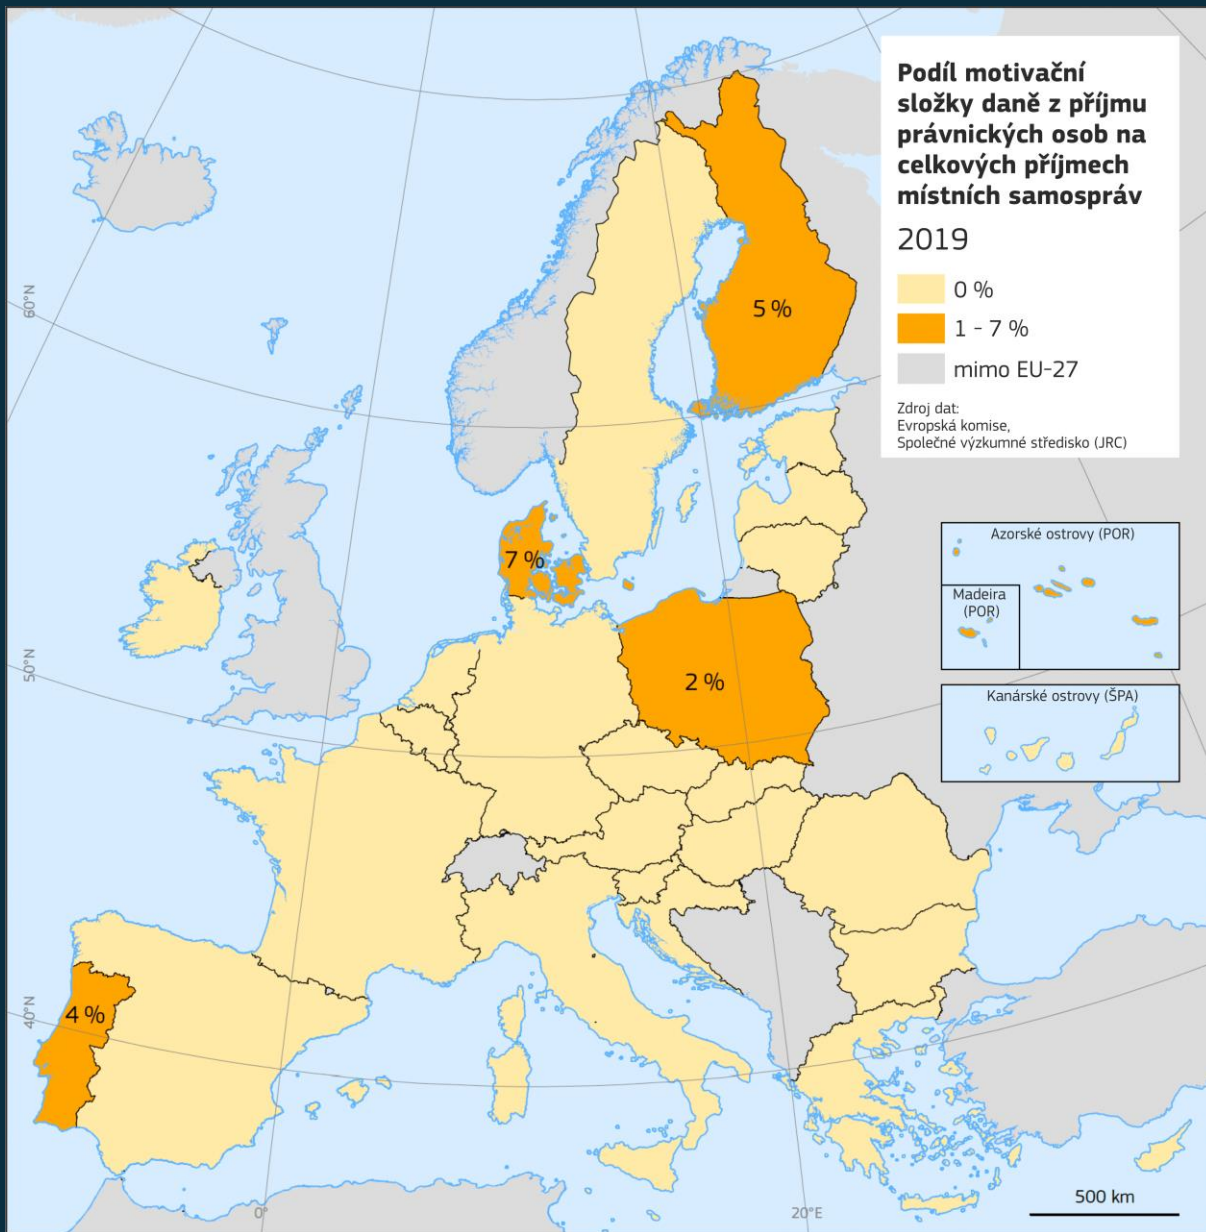 Podíl motivační
složky daně z příjmu
právnických osob na
celkových příjmech
místních samospráv
2019
0 %
1 - 7 %
mimo EU-27
Zdroj dat:
Evropská komise,
Společné výzkumné středisko (JRC)
60°N
5 %
7 %
Azorské ostrovy (POR)
Madeira
(POR)
50°N
2 %
Kanárské ostrovy (ŠPA)
40°N
4 %
500 km
0°
20°E